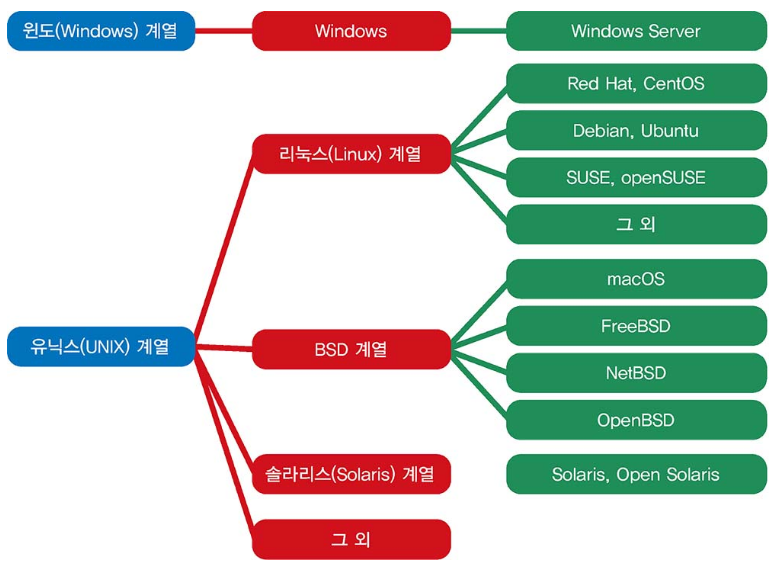 윈도(Windows) 계열
Windows
Windows Server
Red Hat, CentOS
리눅스(Linux) 계열
Debian, Ubuntu
SUSE, openSUSE
그 외
macOS
유닉스(UNIX) 계열
BSD 계열
FreeBSD
NetBSD
OpenBSD
솔라리스(Solaris) 계열
Solaris, Open Solaris
그 외